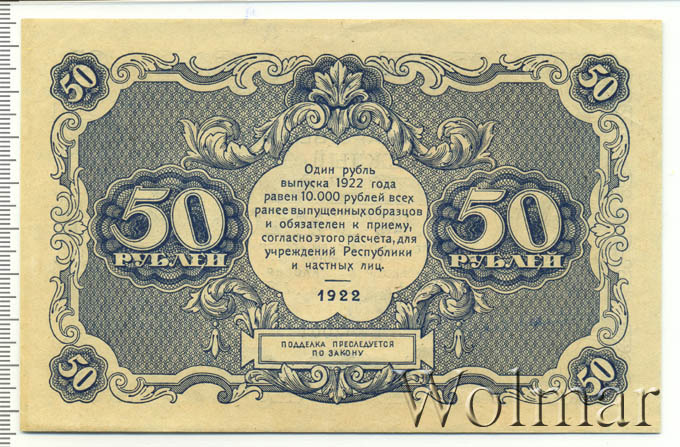 50
50
Один рубль
выпуска 1922 года
равен 10.000 рублей всех
ранее выпущенных образцов
и обязателен к приему,
согласно этого расчета, для
учреждений Республики
и частных лиц.
1922
50
РУБЛЕЙ
50
РУБЛЕЙ
ПОДДЕЛКА ПРЕСЛЕДУЕТСЯ
ПО ЗАКОНУ
50
50
Wolmar